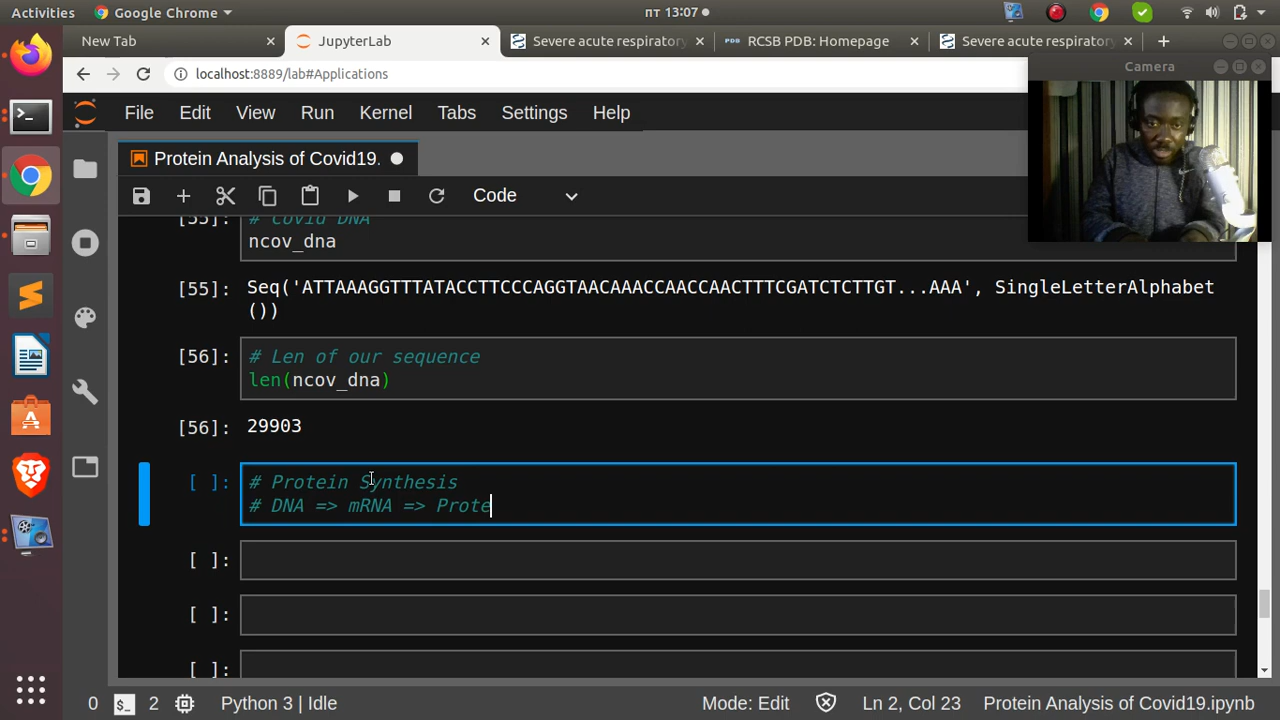 Activities
Google Chrome
пт 13:07
New Tab
JupyterLab
Severe acute respiratory
RCSB PDB: Homepage
Severe acute respiratory
localhost:8889/lab#Applications
Camera
File Edit View Run Kernel Tabs Settings Help
Protein Analysis of Covid19.
Code
[55]: # covid DNA
ncov_dna
[55]: Seq('ATTAAAGGTTTATACCTTCCCAGGTAACAAACCAACCAACTTTCGATCTCTTGT...AAA', SingleLetterAlphabet
())
[56]: # Len of our sequence
len(ncov_dna)
[56]: 29903
[ ]: # Protein Synthesis
# DNA => mRNA => Prote
[ ]:
[ ]:
[ ]:
0 2 Python 3 | Idle Mode: Edit Ln 2, Col 23 Protein Analysis of Covid19.ipynb